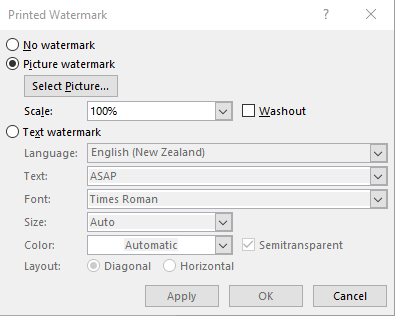 Printed Watermark ? ×
No watermark
Picture watermark
Select Picture...
Scale: 100% Washout
Text watermark
Language: English (New Zealand)
Text: ASAP
Font: Times Roman
Size: Auto
Color: Automatic Semitransparent
Layout: Diagonal Horizontal
Apply OK Cancel